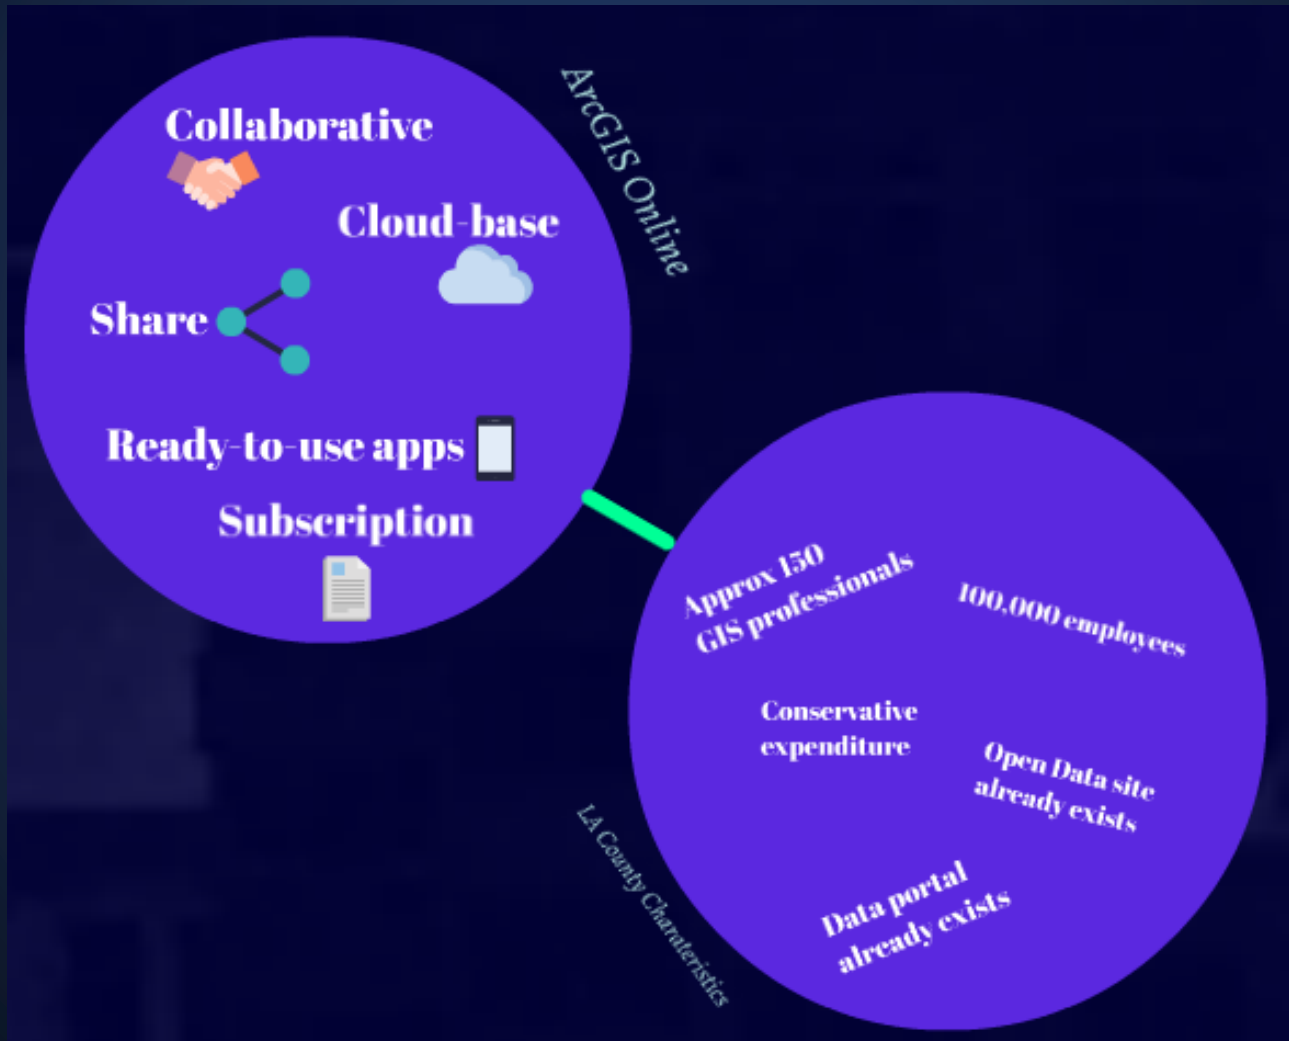 Collaborative
ArcGIS Online
Cloud-base
Share
Ready-to-use apps
Subscription
Approx 150
GIS professionals
100,000 employees
Conservative
expenditure
Open Data site
already exists
Data portal
already exists
LA County Charateristics